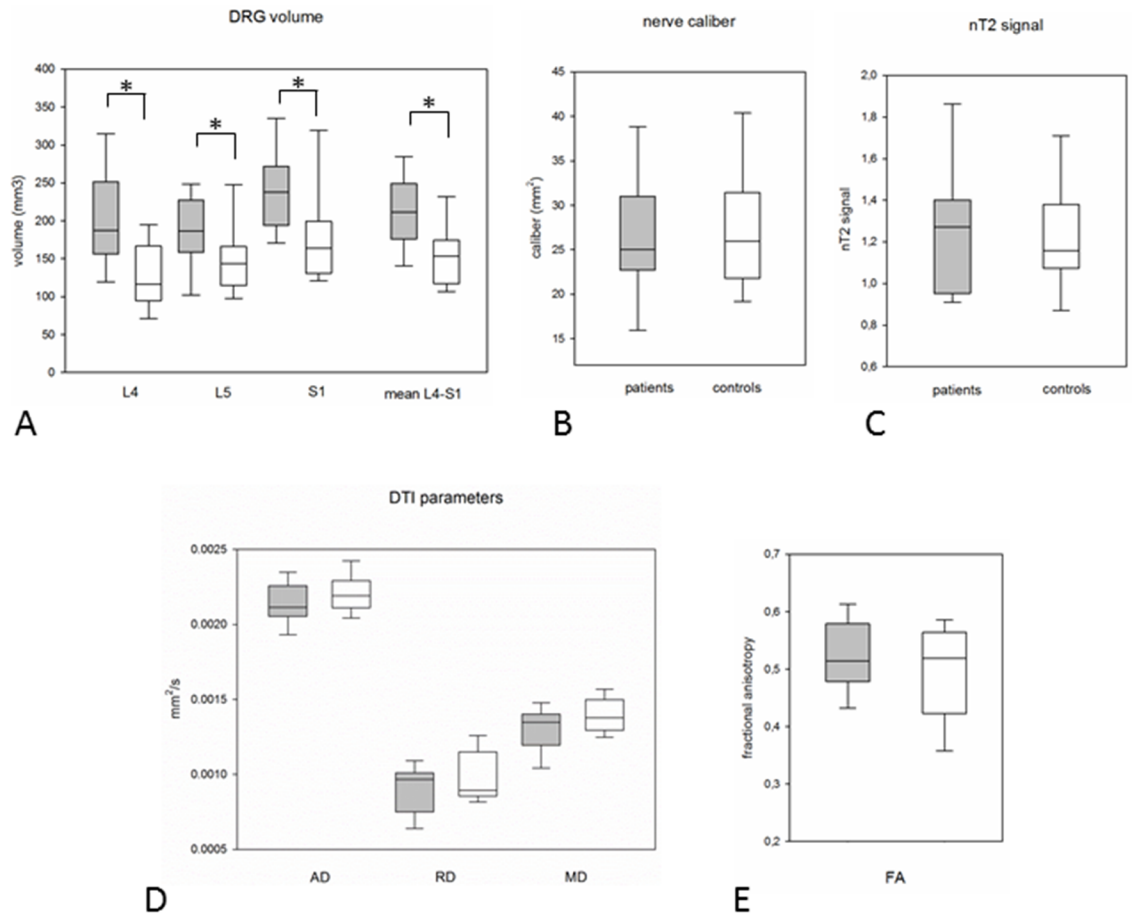 DRG volume
400
350
300
250
200
150
100
50
0
volume (mm3)
*
*
*
*
L4
L5
S1
mean L4-S1
A
nerve caliber
45
40
35
30
25
20
15
caliber (mm²)
patients
controls
B
nT2 signal
2,0
1,8
1,6
1,4
1,2
1,0
0,8
0,6
nT2 signal
patients
controls
C
DTI parameters
0.0025
0.0020
0.0015
0.0010
0.0005
mm²/s
AD
RD
MD
D
0,7
0,6
0,5
0,4
0,3
0,2
fractional anisotropy
FA
E